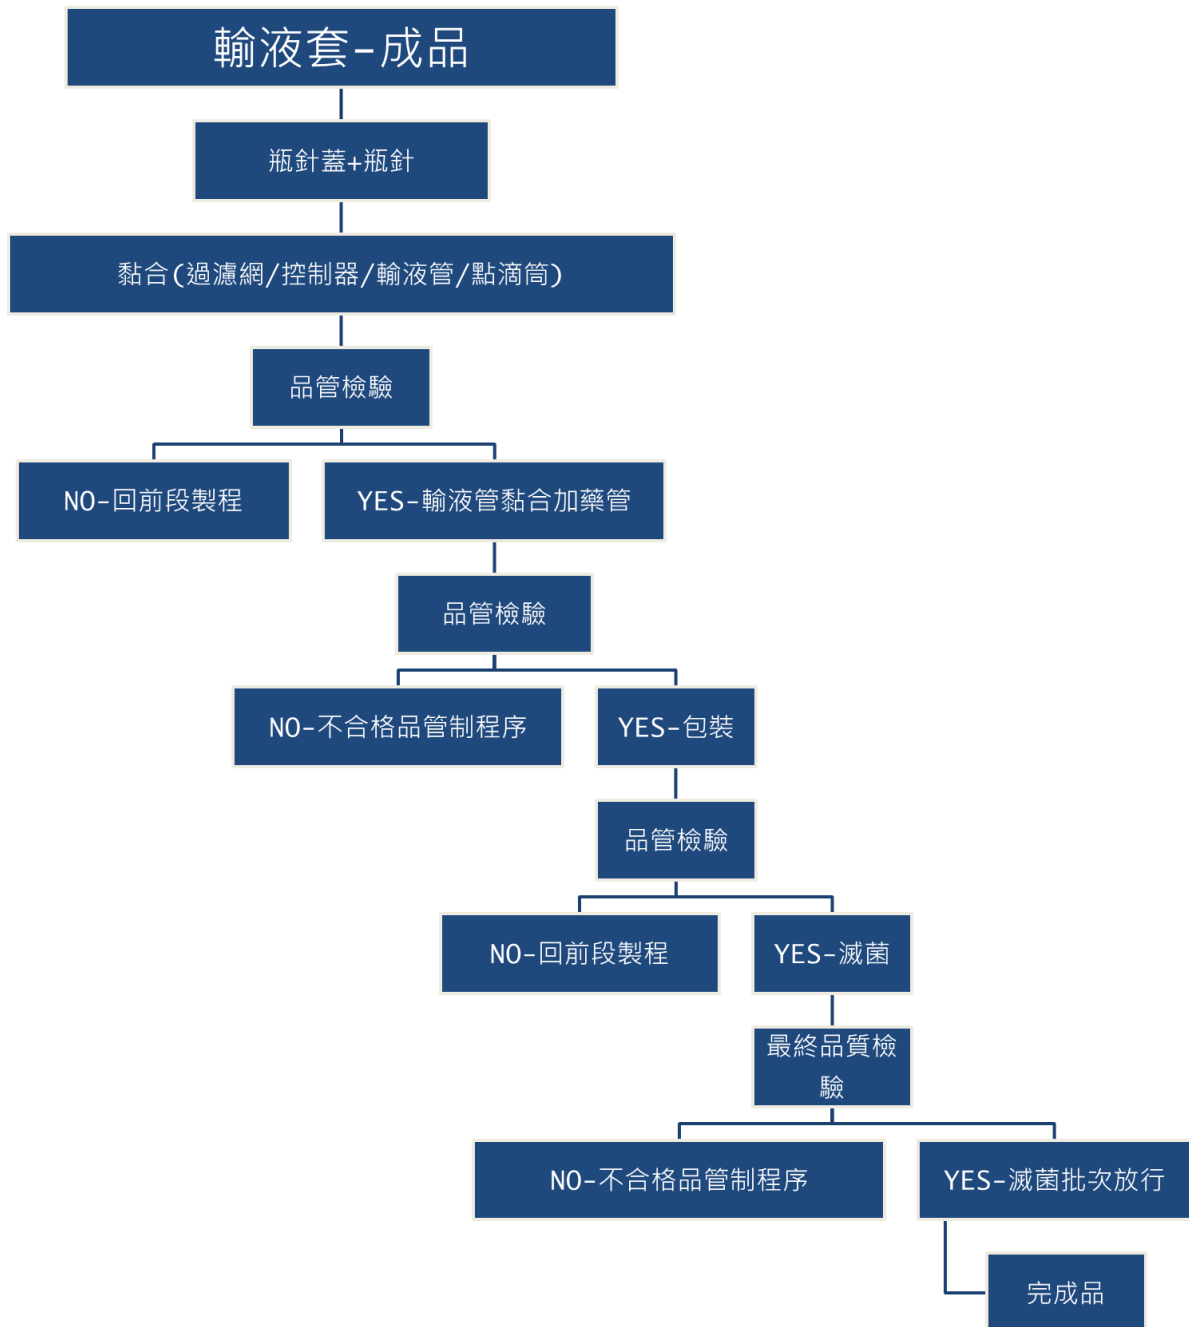 輸液套-成品
瓶針蓋+瓶針
黏合(過濾網/控制器/輸液管/點滴筒)
品管檢驗
NO-回前段製程
YES-輸液管黏合加藥管
品管檢驗
NO-不合格品管制程序
YES-包裝
品管檢驗
NO-回前段製程
YES-滅菌
最終品質檢
驗
NO-不合格品管制程序
YES-滅菌批次放行
完成品